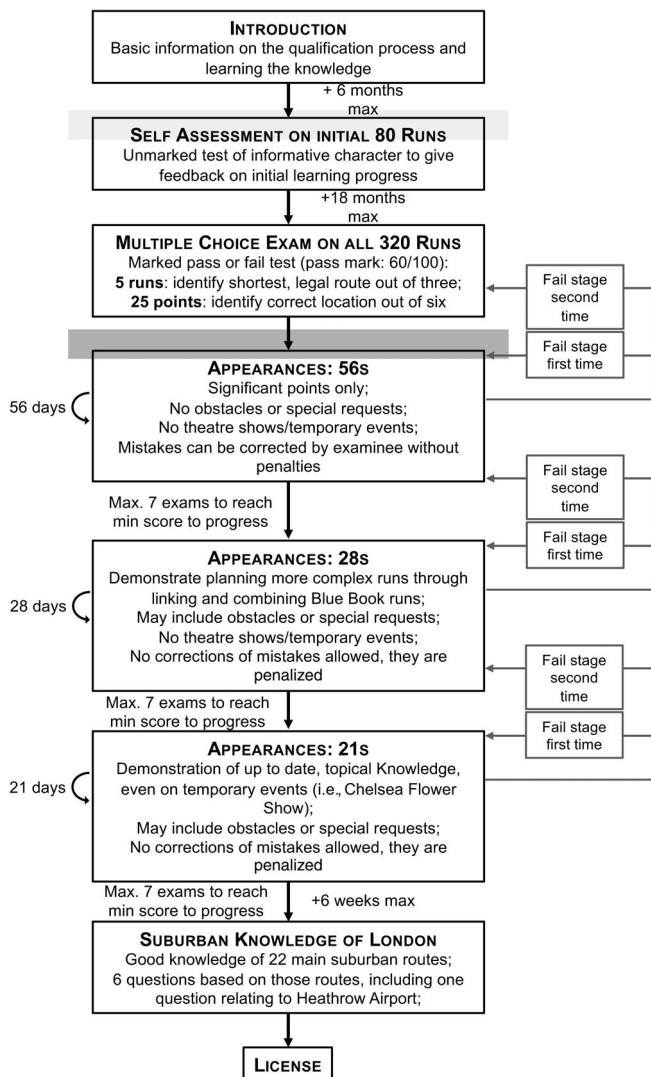 INTRODUCTION
Basic information on the qualification process and
learning the knowledge
+ 6 months
max
SELF ASSESSMENT ON INITIAL 80 RUNS
Unmarked test of informative character to give
feedback on initial learning progress
+18 months
max
MULTIPLE CHOICE EXAM ON ALL 320 RUNS
Marked pass or fail test (pass mark: 60/100):
5 runs: identify shortest, legal route out of three;
25 points: identify correct location out of six
Fail stage
second
time
Fail stage
first time
APPEARANCES: 56S
Significant points only;
No obstacles or special requests;
No theatre shows/temporary events;
Mistakes can be corrected by examinee without
penalties
56 days
Fail stage
second
time
Fail stage
first time
Max. 7 exams to reach
min score to progress
APPEARANCES: 28S
Demonstrate planning more complex runs through
linking and combining Blue Book runs;
May include obstacles or special requests;
No theatre shows/temporary events;
No corrections of mistakes allowed, they are
penalized
28 days
Fail stage
second
time
Fail stage
first time
Max. 7 exams to reach
min score to progress
APPEARANCES: 21S
Demonstration of up to date, topical Knowledge,
even on temporary events (i.e., Chelsea Flower
Show);
May include obstacles or special requests;
No corrections of mistakes allowed, they are
penalized
21 days
Max. 7 exams to reach
min score to progress
+6 weeks max
SUBURBAN KNOWLEDGE OF LONDON
Good knowledge of 22 main suburban routes;
6 questions based on those routes, including one
question relating to Heathrow Airport;
LICENSE